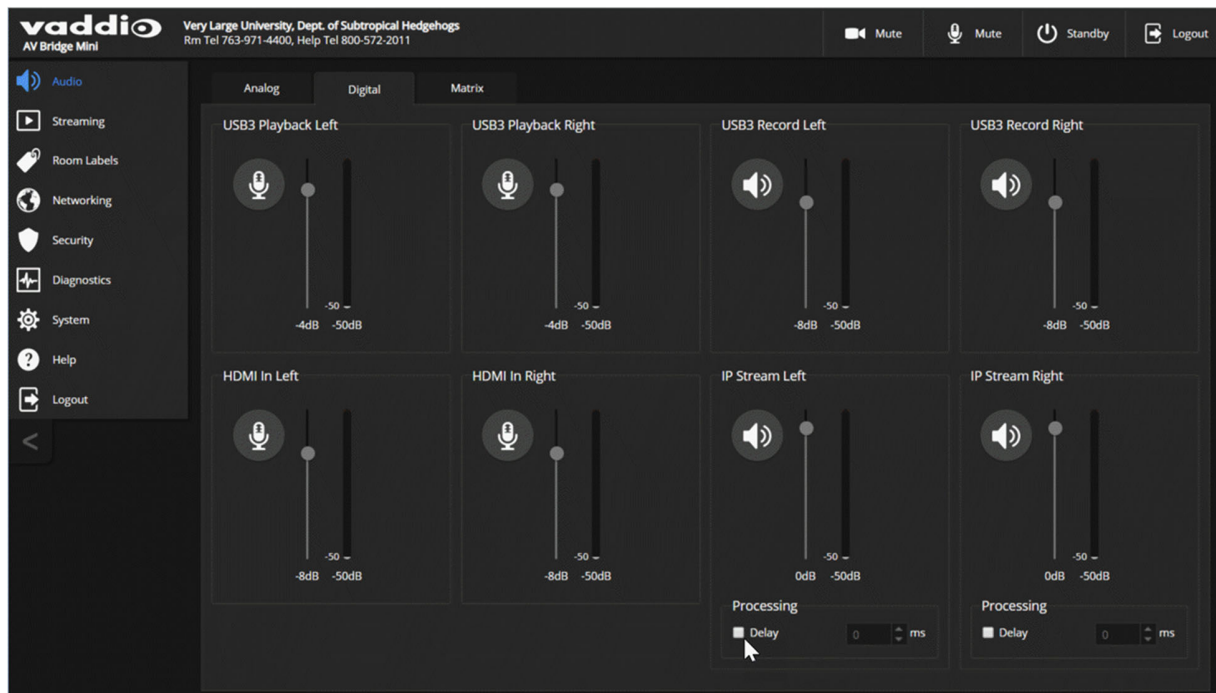 vaddio
AV Bridge Mini
Very Large University, Dept. of Subtropical Hedgehogs
Rm Tel 763-971-4400, Help Tel 800-572-2011
Mute
Mute
Standby
Logout
Audio
Streaming
Room Labels
Networking
Security
Diagnostics
System
Help
Logout
<
Analog
Digital
Matrix
USB3 Playback Left
-50
-4dB -50dB
USB3 Playback Right
-50
-4dB -50dB
USB3 Record Left
-50
-8dB -50dB
USB3 Record Right
-50
-8dB -50dB
HDMI In Left
-50
-8dB -50dB
HDMI In Right
-50
-8dB -50dB
IP Stream Left
-50
0dB -50dB
Processing
Delay 0 ms
IP Stream Right
-50
0dB -50dB
Processing
Delay 0 ms